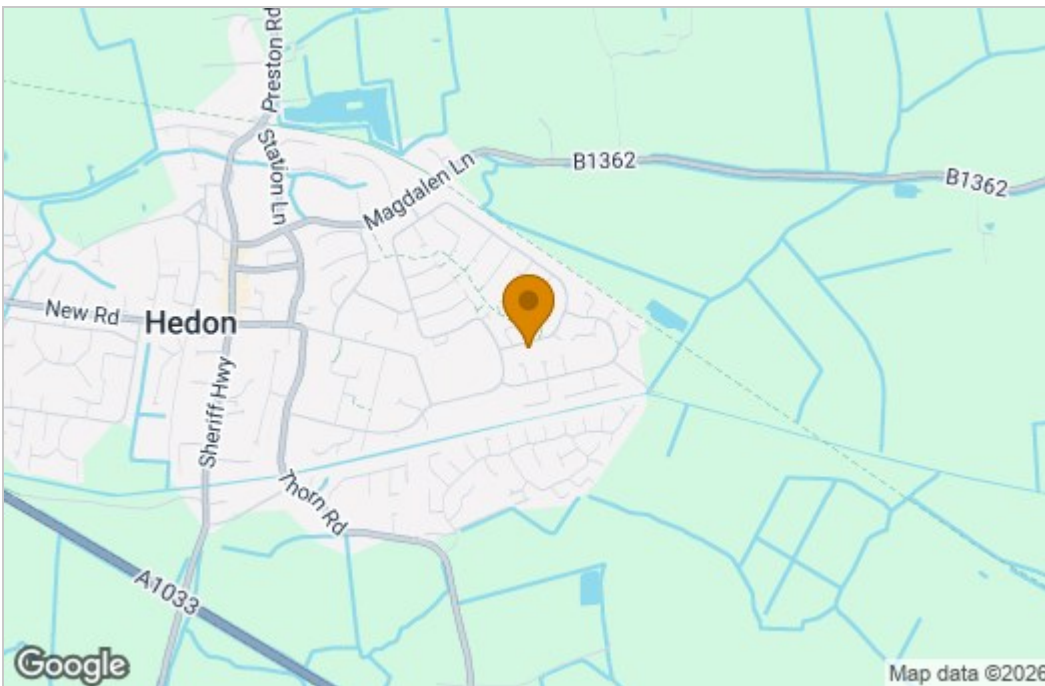 Preston Rd
Station Ln
Magdalen Ln
B1362
B1362
New Rd
Hedon
Sheriff Hwy
Thorn Rd
A1033
Google
Map data ©2026